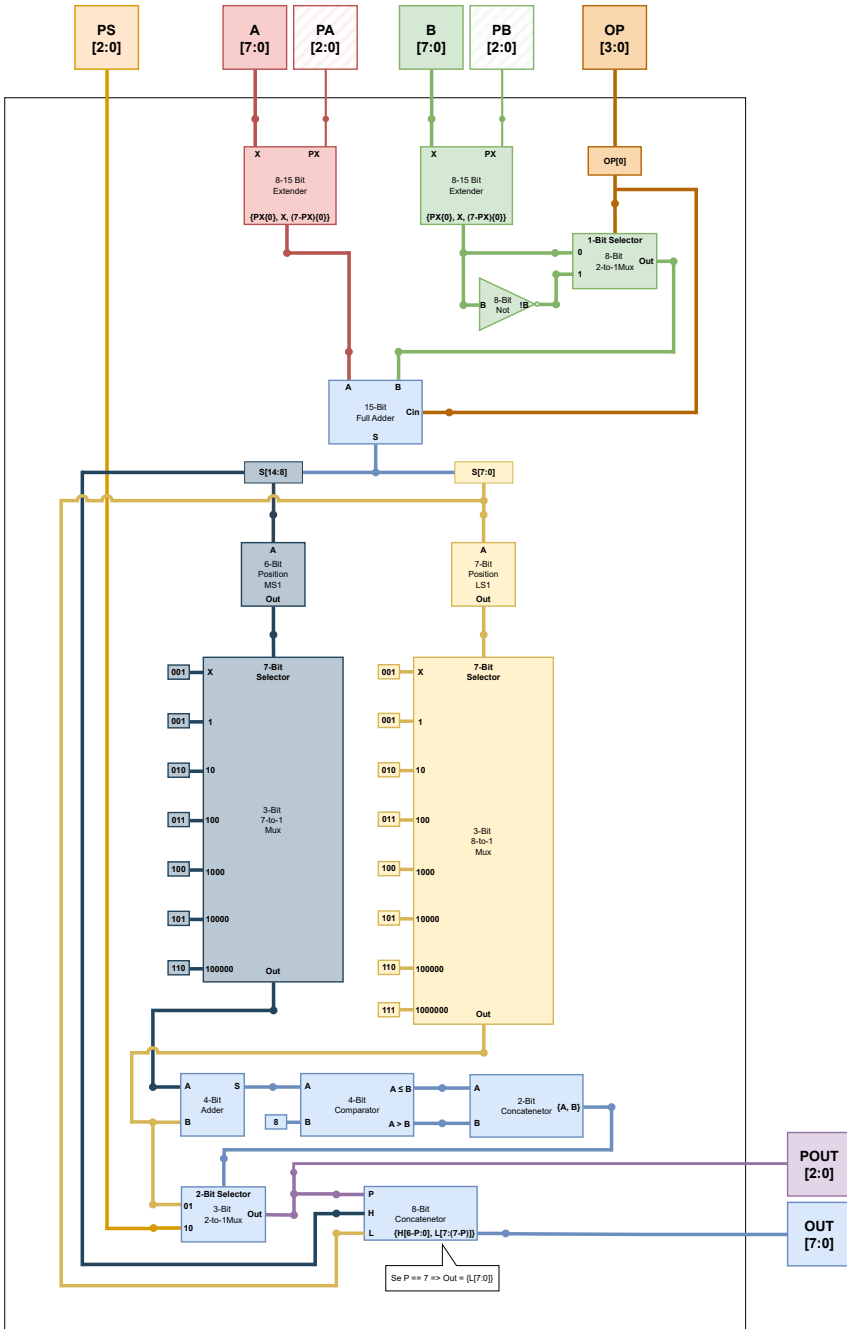 PS
[2:0]
A
[7:0]
PA
[2:0]
B
[7:0]
PB
[2:0]
OP
[3:0]
X
PX
8-15 Bit
Extender
{PX{0}, X, (7-PX){0}}
X
PX
8-15 Bit
Extender
{PX{0}, X, (7-PX){0}}
OP[0]
1-Bit Selector
0
8-Bit
2-to-1Mux
Out
1
B
8-Bit
Not
!B
A
B
15-Bit
Full Adder
Cin
S
S[14:8]
S[7:0]
A
6-Bit
Position
MS1
Out
A
7-Bit
Position
LS1
Out
7-Bit
Selector
001
X
001
1
010
10
011
100
3-Bit
7-to-1
Mux
100
1000
101
10000
110
100000
Out
7-Bit
Selector
001
X
001
1
010
10
011
100
3-Bit
8-to-1
Mux
100
1000
101
10000
110
100000
111
1000000
Out
A
S
4-Bit
Adder
B
8
A
A ≤ B
4-Bit
Comparator
B
A > B
A
2-Bit
Concatenetor
{A, B}
B
2-Bit Selector
01
3-Bit
2-to-1Mux
Out
10
P
8-Bit
Concatenetor
H
L
{H[6-P:0], L[7:(7-P)]}
Se P == 7 => Out = {L[7:0]}
POUT
[2:0]
OUT
[7:0]